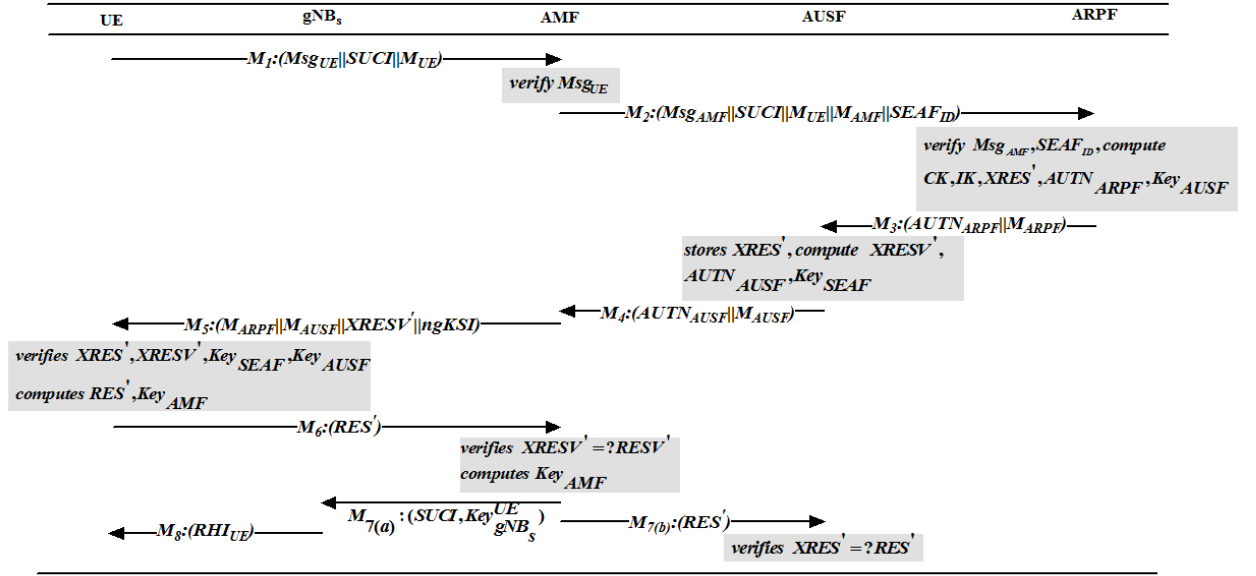 UE gNBs AMF AUSF ARPF
M1:(MsgUE||SUCI||MUE)
verify MsgUE
M2:(MsgAMF||SUCI||MUE||MAMF||SEAFID)
verify MsgAMF,SEAFID,compute
CK,IK,XRES',AUTNARPF,KeyAUSF
M3:(AUTNARPF||MARPF)
stores XRES',compute XRESV',
AUTNAUSF,KeySEAF
M4:(AUTNAUSF||MAUSF)
M5:(MARPF||MAUSF||XRESV'||ngKSI)
verifies XRES',XRESV',KeySEAF,KeyAUSF
computes RES',KeyAMF
M6:(RES')
verifies XRESV'=?RESV'
computes KeyAMF
M7(a):(SUCI,KeyUEgNBs)
M7(b):(RES')
M8:(RHIUE)
verifies XRES'=?RES'